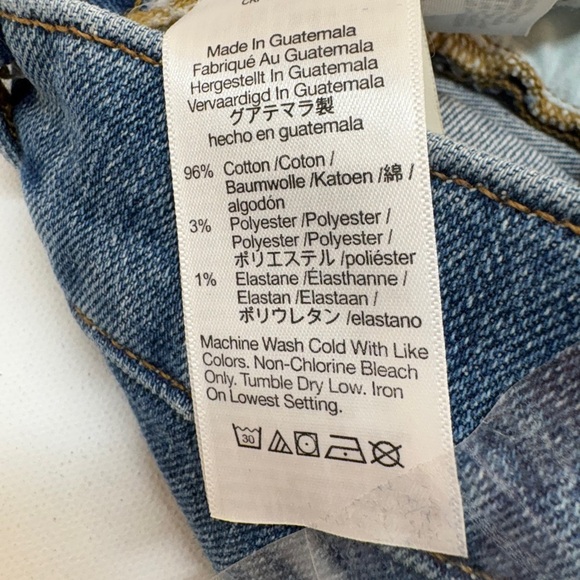 Made In Guatemala
Fabriqué Au Guatemala
Hergestellt In Guatemala
Vervaardigd In Guatemala
グアテマラ製
hecho en guatemala
96% Cotton /Coton /
Baumwolle /Katoen /綿 /
algodón
3% Polyester /Polyester /
Polyester /Polyester /
ポリエステル /poliéster
1% Elastane /Élasthanne /
Elastan /Elastaan /
ポリウレタン /elastano
Machine Wash Cold With Like
Colors. Non-Chlorine Bleach
Only. Tumble Dry Low. Iron
On Lowest Setting.
30